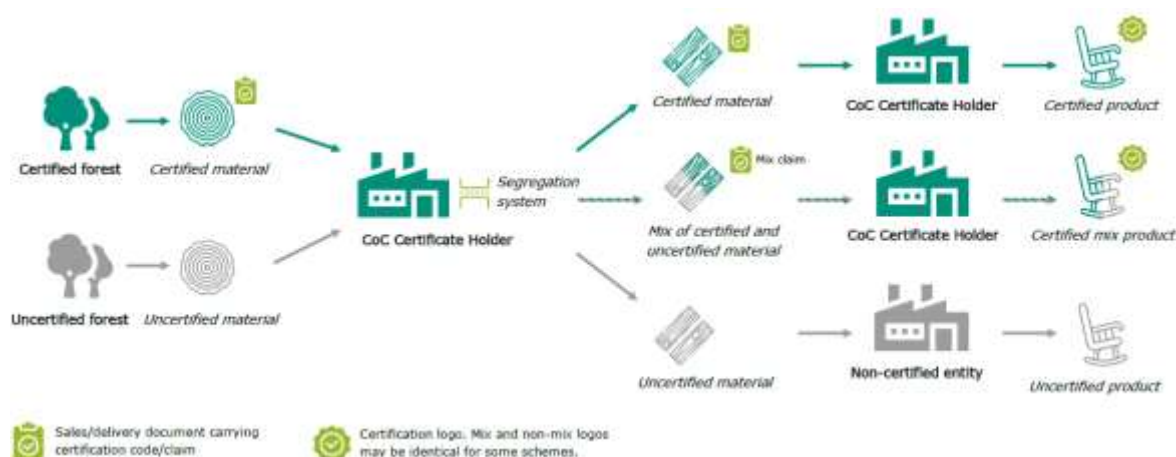 Certified material
CoC Certificate Holder
Certified product
Certified forest
Certified material
Segregation
system
Mix claim
CoC Certificate Holder
Mix of certified and
uncertified material
CoC Certificate Holder
Certified mix product
Uncertified forest
Uncertified material
Uncertified material
Non-certified entity
Uncertified product
Sales/delivery document carrying
certification code/claim
Certification logo. Mix and non-mix logos
may be identical for some schemes.